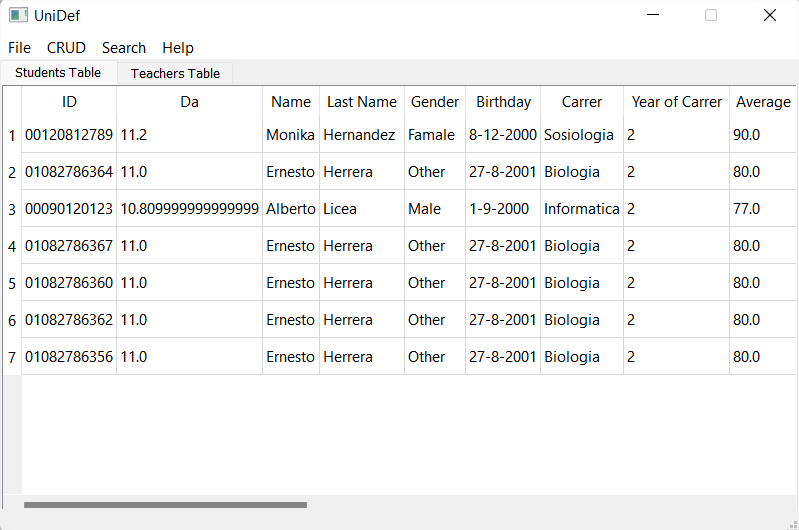 UniDef
File CRUD Search Help
Students Table Teachers Table
ID Da Name Last Name Gender Birthday Carrer Year of Carrer Average
1 00120812789 11.2 Monika Hernandez Famale 8-12-2000 Sosiologia 2 90.0
2 01082786364 11.0 Ernesto Herrera Other 27-8-2001 Biologia 2 80.0
3 00090120123 10.809999999999999 Alberto Licea Male 1-9-2000 Informatica 2 77.0
4 01082786367 11.0 Ernesto Herrera Other 27-8-2001 Biologia 2 80.0
5 01082786360 11.0 Ernesto Herrera Other 27-8-2001 Biologia 2 80.0
6 01082786362 11.0 Ernesto Herrera Other 27-8-2001 Biologia 2 80.0
7 01082786356 11.0 Ernesto Herrera Other 27-8-2001 Biologia 2 80.0